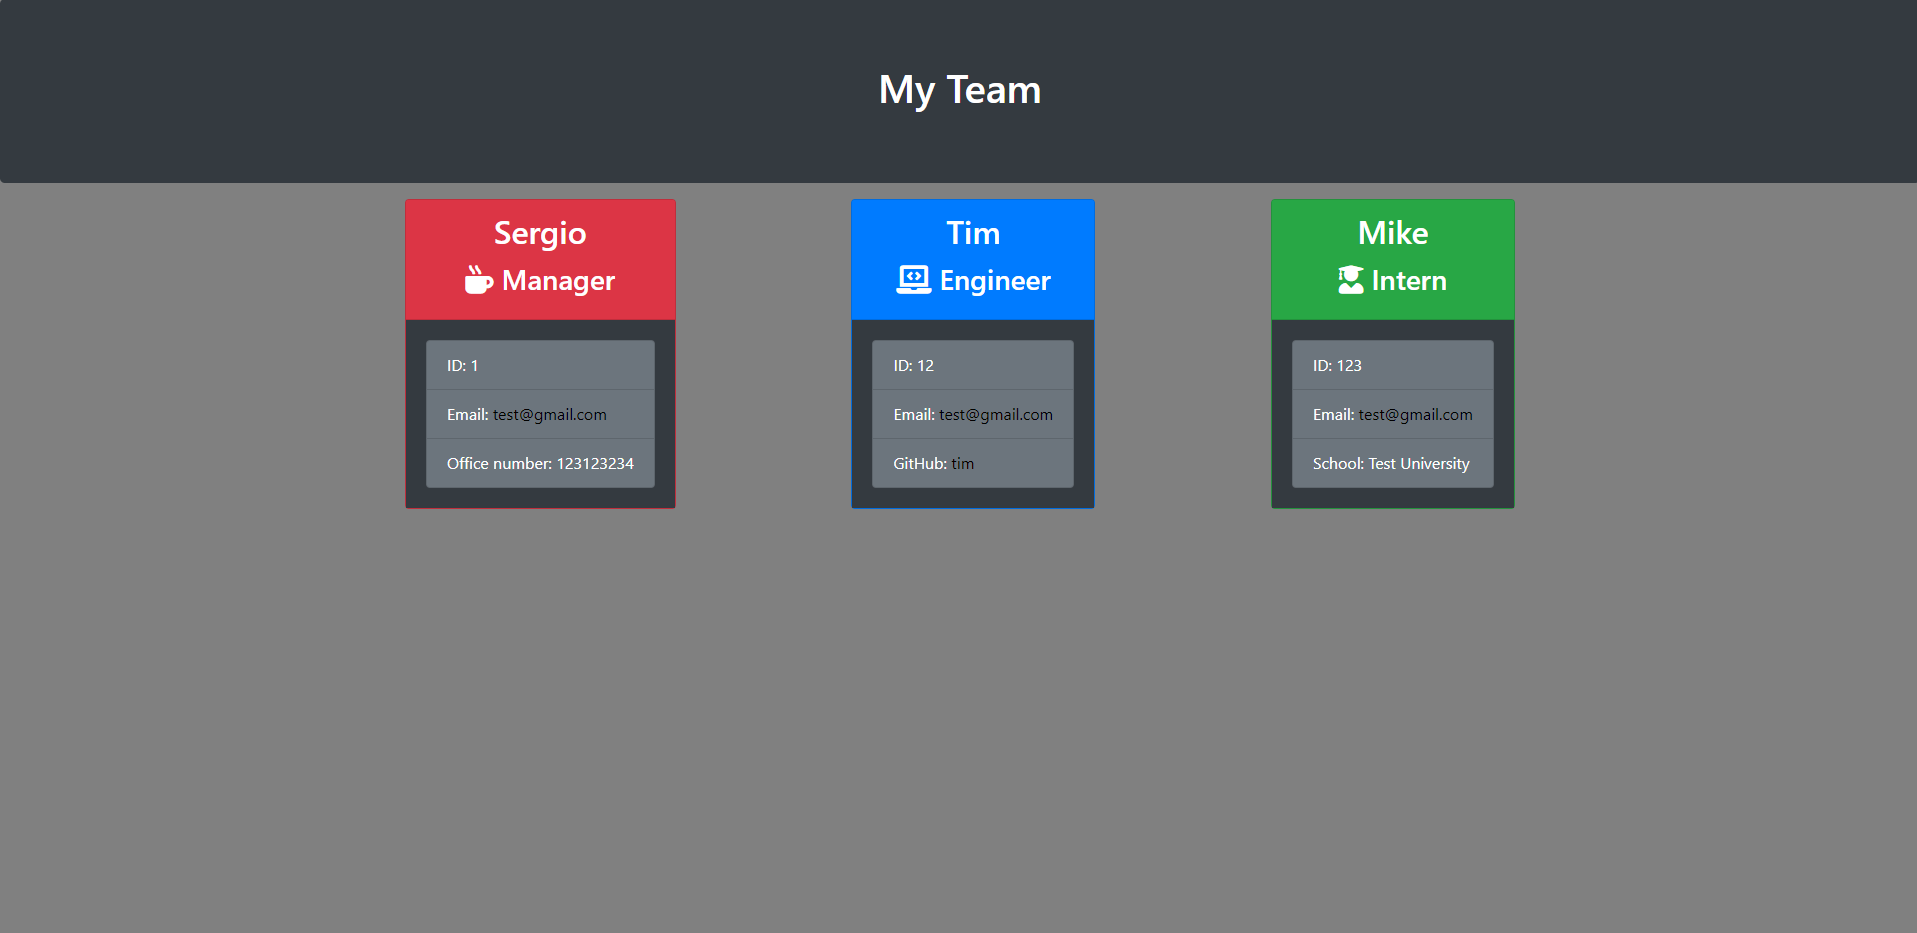 My Team
Sergio
Manager
ID: 1
Email: test@gmail.com
Office number: 123123234
Tim
Engineer
ID: 12
Email: test@gmail.com
GitHub: tim
Mike
Intern
ID: 123
Email: test@gmail.com
School: Test University